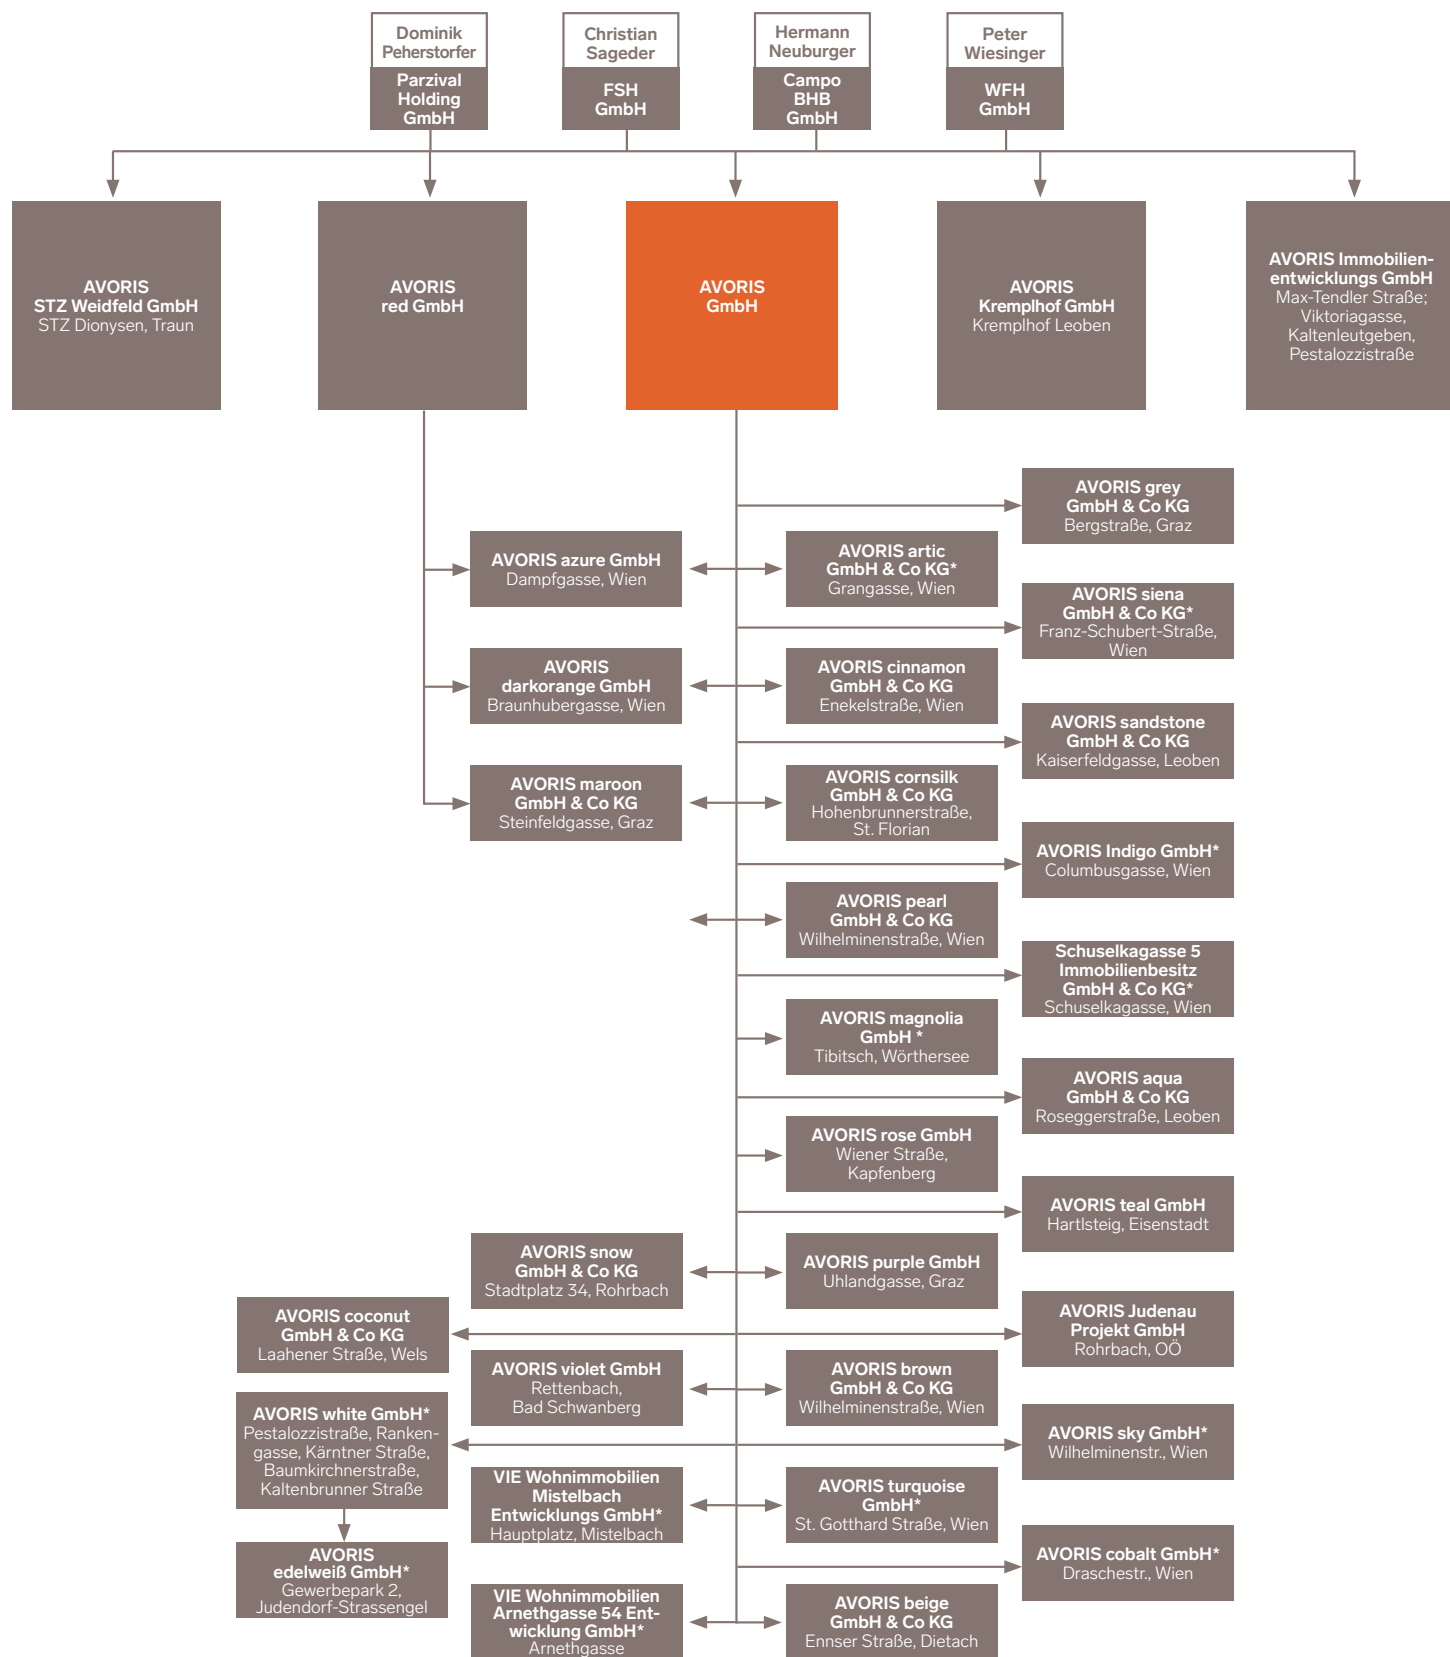 Dominik
Peherstorfer
Parzival
Holding
GmbH
Christian
Sageder
FSH
GmbH
Hermann
Neuburger
Campo
BHB
GmbH
Peter
Wiesinger
WFH
GmbH
AVORIS
STZ Weidfeld GmbH
STZ Dionysen, Traun
AVORIS
red GmbH
AVORIS
GmbH
AVORIS
Kremplhof GmbH
Kremplhof Leoben
AVORIS Immobilien-
entwicklungs GmbH
Max-Tendler Straße;
Viktoriagasse,
Kaltenleutgeben,
Pestalozzistraße
AVORIS grey
GmbH & Co KG
Bergstraße, Graz
AVORIS azure GmbH
Dampfgasse, Wien
AVORIS artic
GmbH & Co KG*
Grangasse, Wien
AVORIS siena
GmbH & Co KG*
Franz-Schubert-Straße,
Wien
AVORIS
darkorange GmbH
Braunhubergasse, Wien
AVORIS cinnamon
GmbH & Co KG
Enekelstraße, Wien
AVORIS sandstone
GmbH & Co KG
Kaiserfeldgasse, Leoben
AVORIS maroon
GmbH & Co KG
Steinfeldgasse, Graz
AVORIS cornsilk
GmbH & Co KG
Hohenbrunnerstraße,
St. Florian
AVORIS Indigo GmbH*
Columbusgasse, Wien
AVORIS pearl
GmbH & Co KG
Wilhelminenstraße, Wien
Schuselkagasse 5
Immobilienbesitz
GmbH & Co KG*
Schuselkagasse, Wien
AVORIS magnolia
GmbH *
Tibitsch, Wörthersee
AVORIS aqua
GmbH & Co KG
Roseggerstraße, Leoben
AVORIS rose GmbH
Wiener Straße,
Kapfenberg
AVORIS teal GmbH
Hartlsteig, Eisenstadt
AVORIS snow
GmbH & Co KG
Stadtplatz 34, Rohrbach
AVORIS purple GmbH
Uhlandgasse, Graz
AVORIS coconut
GmbH & Co KG
Laahener Straße, Wels
AVORIS Judenau
Projekt GmbH
Rohrbach, OÖ
AVORIS violet GmbH
Rettenbach,
Bad Schwanberg
AVORIS brown
GmbH & Co KG
Wilhelminenstraße, Wien
AVORIS white GmbH*
Pestalozzistraße, Ranken-
gasse, Kärntner Straße,
Baumkirchnerstraße,
Kaltenbrunner Straße
AVORIS sky GmbH*
Wilhelminenstr., Wien
VIE Wohnimmobilien
Mistelbach
Entwicklungs GmbH*
Hauptplatz, Mistelbach
AVORIS turquoise
GmbH*
St. Gotthard Straße, Wien
AVORIS
edelweiß GmbH*
Gewerbepark 2,
Judendorf-Strassengel
AVORIS cobalt GmbH*
Draschestr., Wien
VIE Wohnimmobilien
Arnethgasse 54 Ent-
wicklung GmbH*
Arnethgasse
AVORIS beige
GmbH & Co KG
Ennser Straße, Dietach